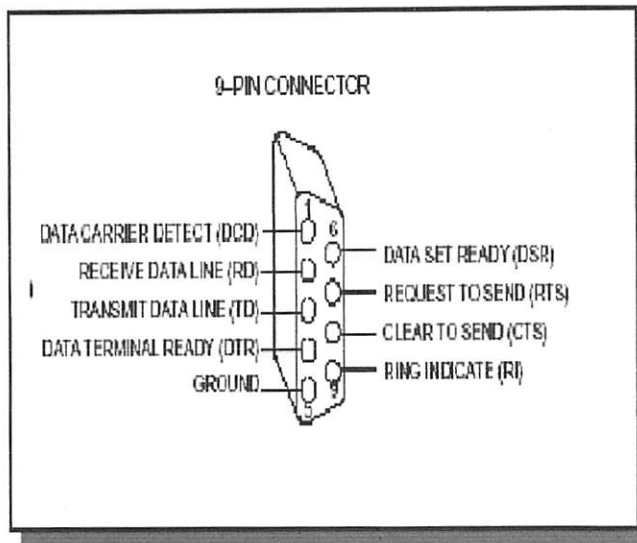 9-PIN CONNECTOR
1
6
DATA CARRIER DETECT (DCD)
DATA SET READY (DSR)
RECEIVE DATA LINE (RD)
REQUEST TO SEND (RTS)
TRANSMIT DATA LINE (TD)
CLEAR TO SEND (CTS)
DATA TERMINAL READY (DTR)
RING INDICATE (RI)
GROUND
9
5